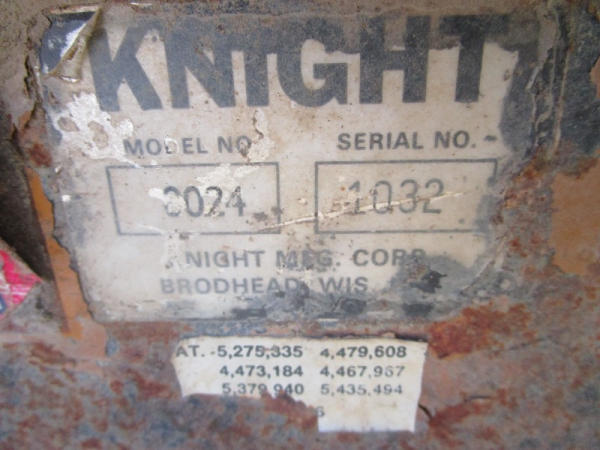 KNIGHT
MODEL NO. SERIAL NO.
1032
KNIGHT MFG. CORP.
BRODHEAD, WIS.
PAT. -5,275,335 4,479,608
4,473,184 4,467,967
5,379,940 5,435,494
6